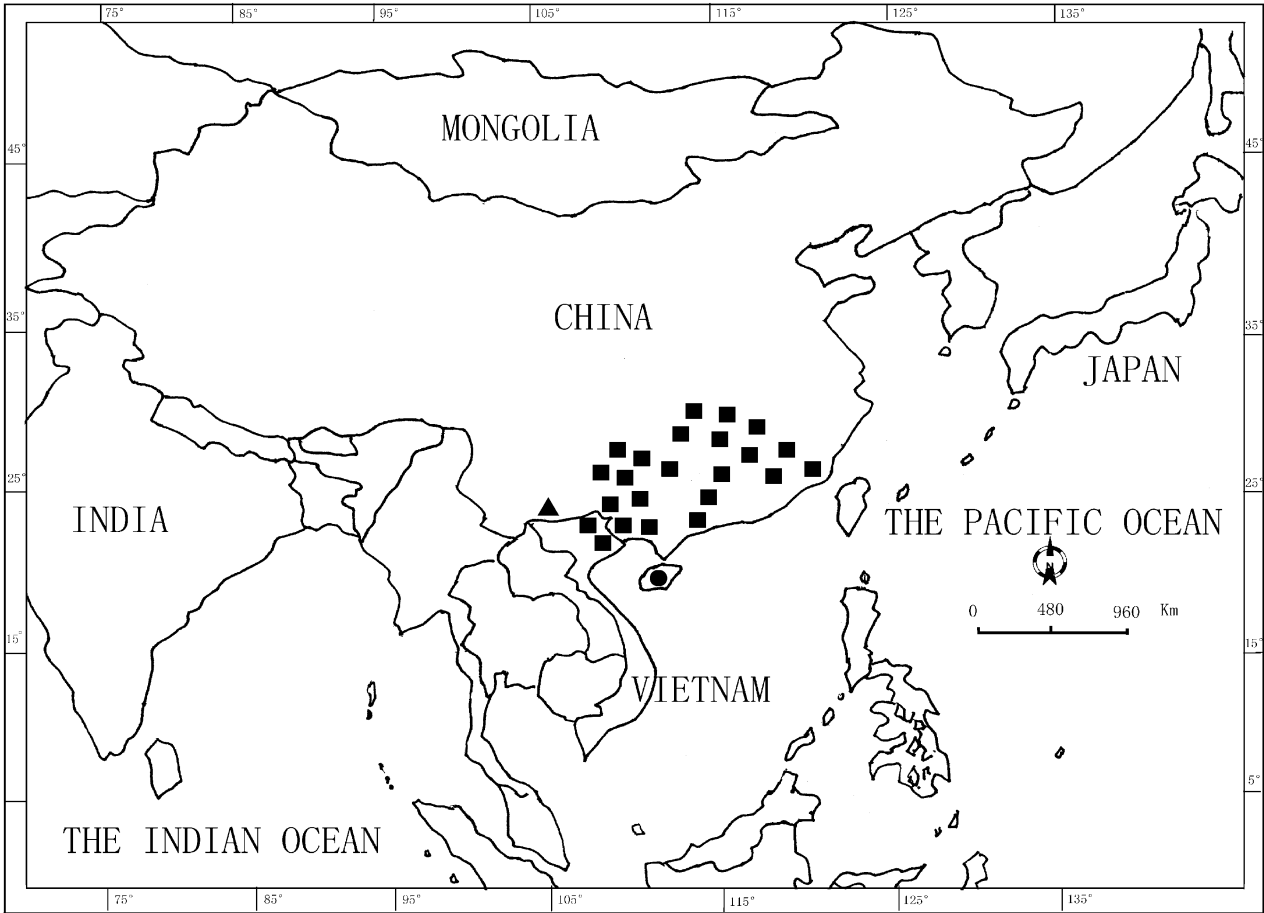 75° 85° 95° 105° 115° 125° 135°
MONGOLIA
45° 45°
CHINA
35° 35°
JAPAN
25° 25°
INDIA
THE PACIFIC OCEAN
N
0 480 960 Km
15° 15°
VIETNAM
5°
THE INDIAN OCEAN
75° 85° 95° 105° 115° 125° 135°